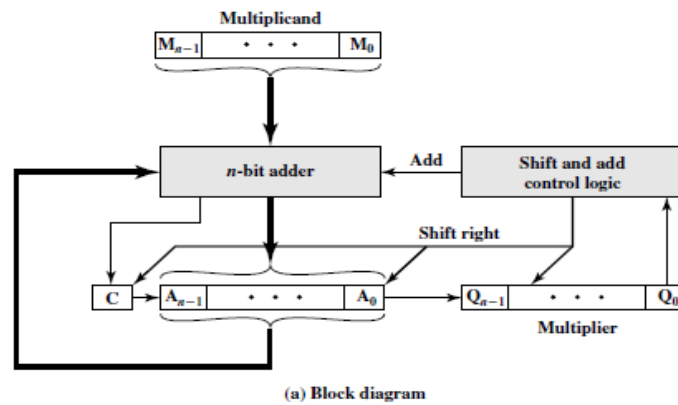 Multiplicand
Mn−1 • • • M0
n-bit adder
Add
Shift and add
control logic
Shift right
C
An−1 • • • A0
Qn−1 • • • Q0
Multiplier
(a) Block diagram